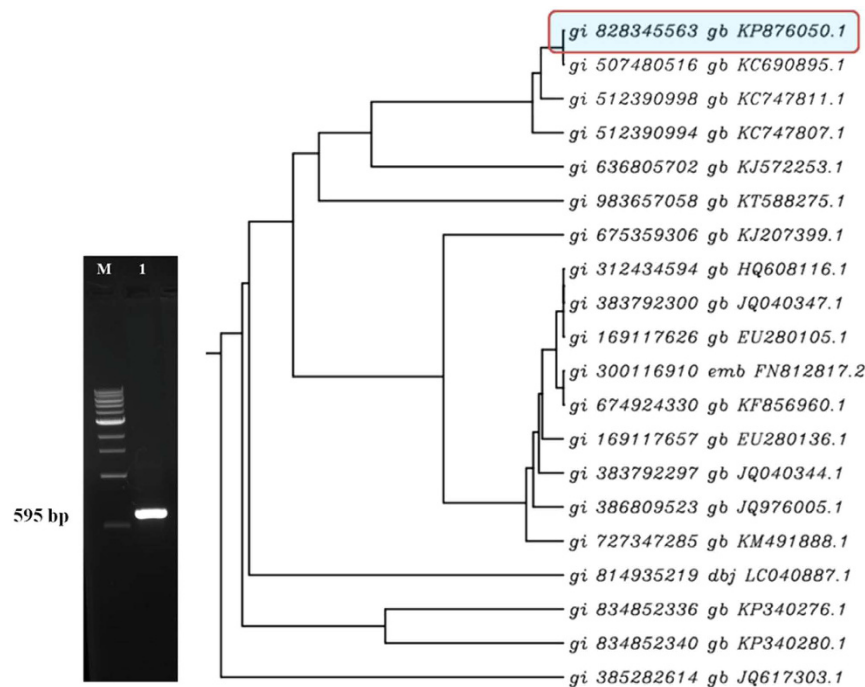 M 1
595 bp
gi 828345563 gb KP876050.1
gi 507480516 gb KC690895.1
gi 512390998 gb KC747811.1
gi 512390994 gb KC747807.1
gi 636805702 gb KJ572253.1
gi 983657058 gb KT588275.1
gi 675359306 gb KJ207399.1
gi 312434594 gb HQ608116.1
gi 383792300 gb JQ040347.1
gi 169117626 gb EU280105.1
gi 300116910 emb FN812817.2
gi 674924330 gb KF856960.1
gi 169117657 gb EU280136.1
gi 383792297 gb JQ040344.1
gi 386809523 gb JQ976005.1
gi 727347285 gb KM491888.1
gi 814935219 dbj LC040887.1
gi 834852336 gb KP340276.1
gi 834852340 gb KP340280.1
gi 385282614 gb JQ617303.1